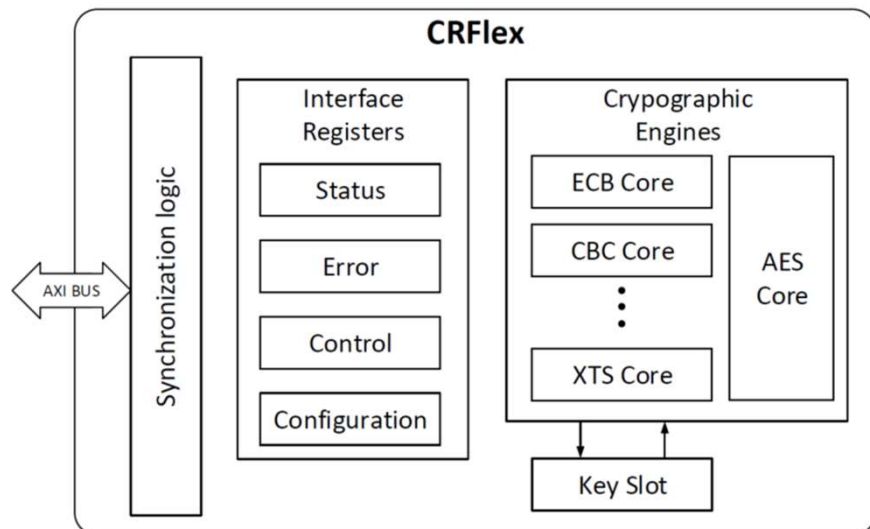 CRFlex
AXI BUS
Synchronization logic
Interface
Registers
Status
Error
Control
Configuration
Crypographic
Engines
ECB Core
CBC Core
XTS Core
AES
Core
Key Slot